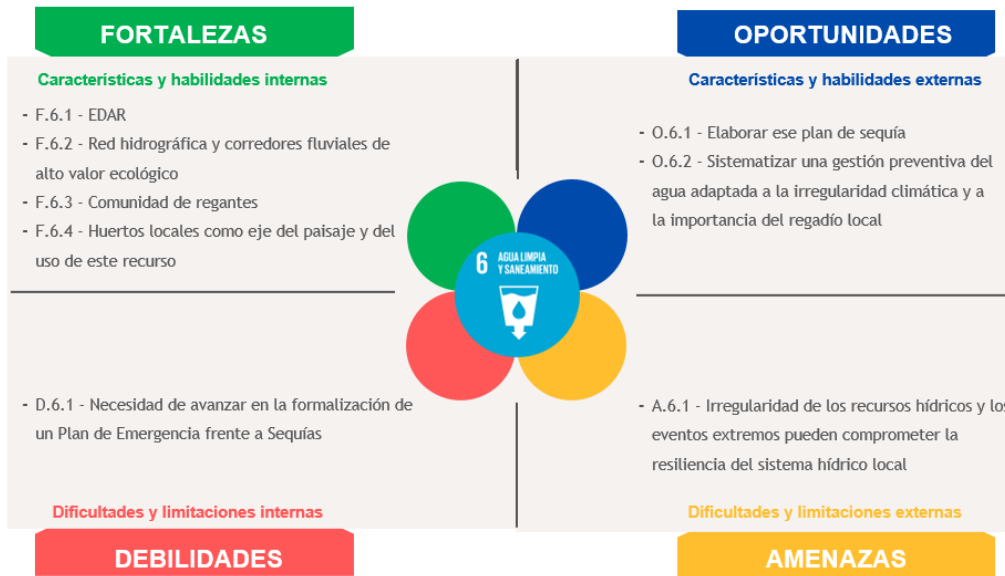 FORTALEZAS
Características y habilidades internas
- F.6.1 - EDAR
- F.6.2 - Red hidrográfica y corredores fluviales de
alto valor ecológico
- F.6.3 - Comunidad de regantes
- F.6.4 - Huertos locales como eje del paisaje y del
uso de este recurso
OPORTUNIDADES
Características y habilidades externas
- O.6.1 - Elaborar ese plan de sequía
- O.6.2 - Sistematizar una gestión preventiva del
agua adaptada a la irregularidad climática y a
la importancia del regadío local
6 AGUA LIMPIA
Y SANEAMIENTO
- D.6.1 - Necesidad de avanzar en la formalización de
un Plan de Emergencia frente a Sequías
Dificultades y limitaciones internas
DEBILIDADES
- A.6.1 - Irregularidad de los recursos hídricos y los
eventos extremos pueden comprometer la
resiliencia del sistema hídrico local
Dificultades y limitaciones externas
AMENAZAS